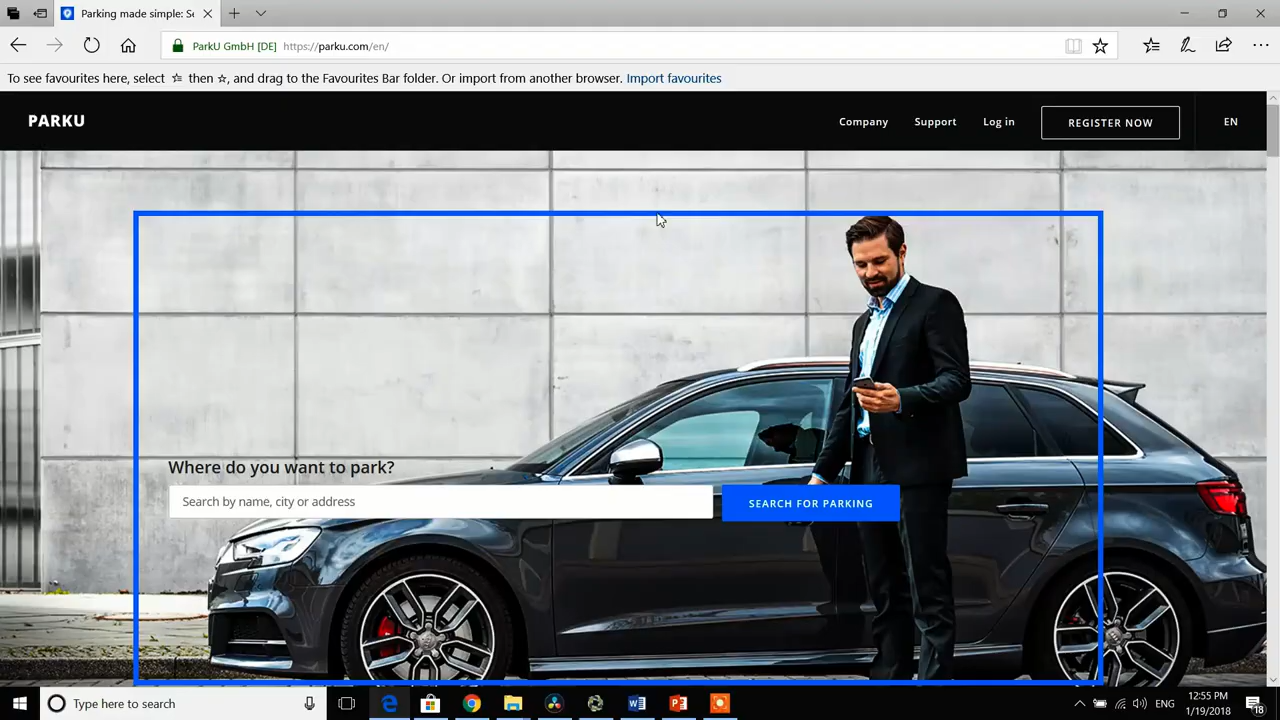 Parking made simple: Se
ParkU GmbH [DE] https://parku.com/en/
To see favourites here, select then, and drag to the Favourites Bar folder. Or import from another browser. Import favourites
PARKU Company Support Log in REGISTER NOW EN
Where do you want to park?
Search by name, city or address SEARCH FOR PARKING
Type here to search ENG 12:55 PM
1/19/2018 18